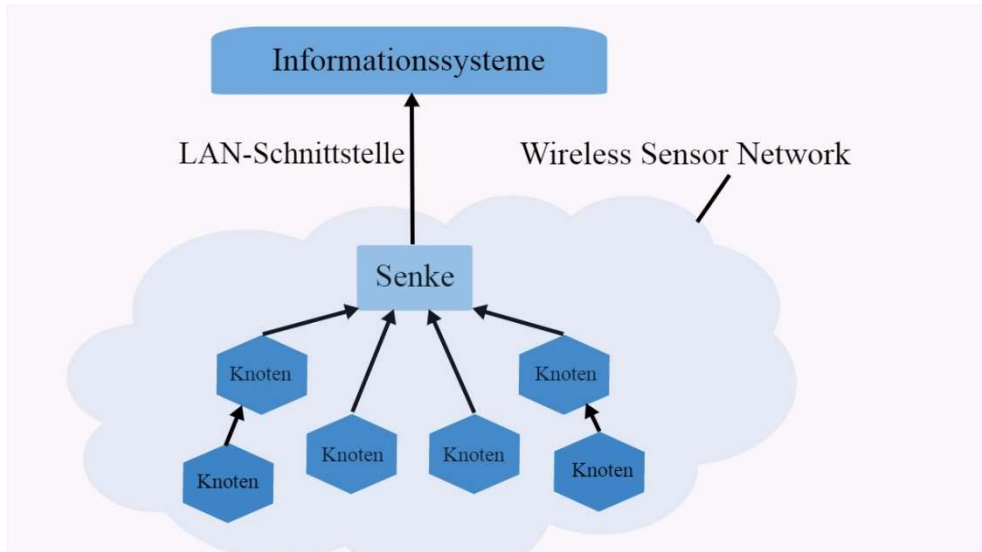 Informationssysteme
LAN-Schnittstelle
Wireless Sensor Network
Senke
Knoten
Knoten
Knoten
Knoten
Knoten
Knoten